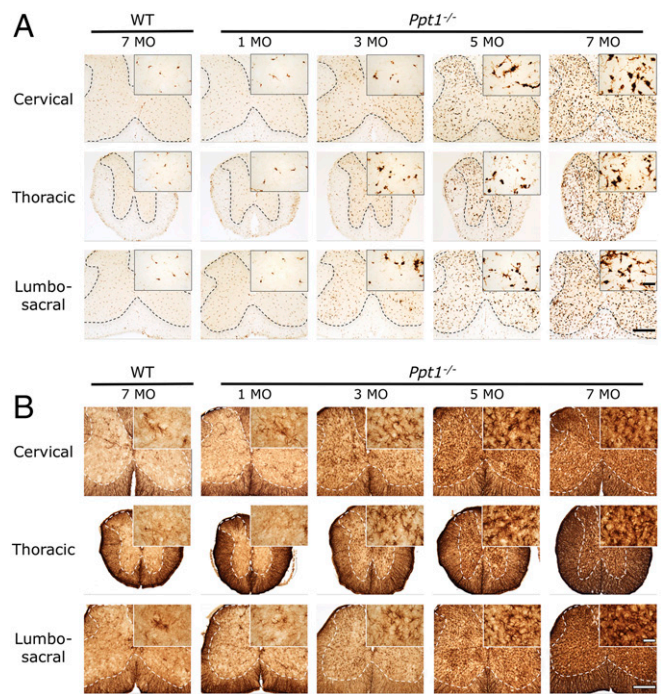 A
WT
Ppt1-/-
7 MO
1 MO
3 MO
5 MO
7 MO
Cervical
Thoracic
Lumbo-
sacral
B
WT
Ppt1-/-
7 MO
1 MO
3 MO
5 MO
7 MO
Cervical
Thoracic
Lumbo-
sacral